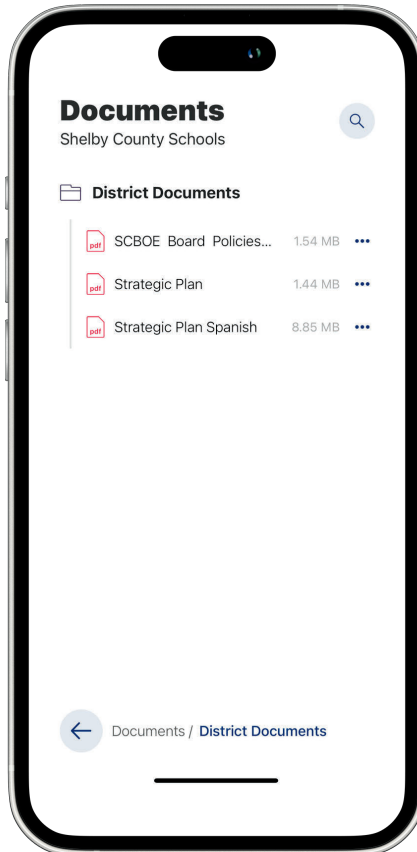 Documents
Shelby County Schools
District Documents
pdf SCBOE Board Policies... 1.54 MB
pdf Strategic Plan 1.44 MB
pdf Strategic Plan Spanish 8.85 MB
Documents / District Documents